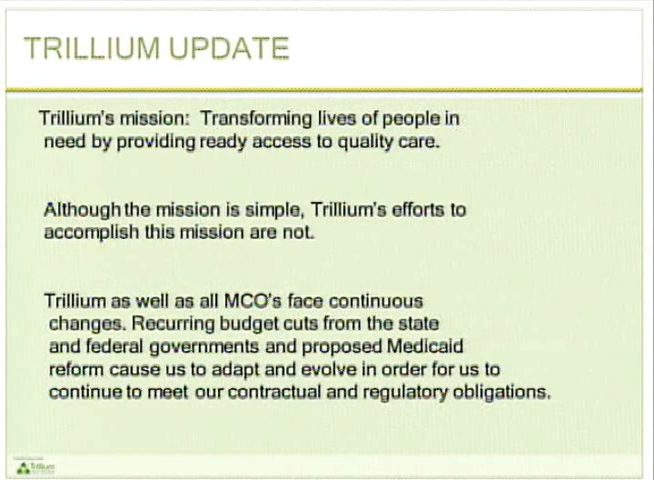 TRILLIUM UPDATE
Trillium's mission: Transforming lives of people in
need by providing ready access to quality care.
Although the mission is simple, Trillium's efforts to
accomplish this mission are not.
Trillium as well as all MCO's face continuous
changes. Recurring budget cuts from the state
and federal governments and proposed Medicaid
reform cause us to adapt and evolve in order for us to
continue to meet our contractual and regulatory obligations.
Trillium